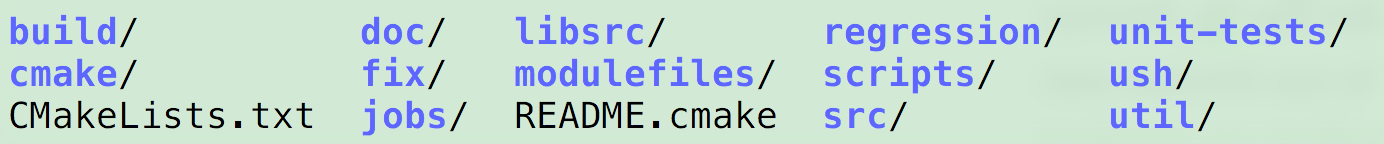 build/ doc/ libsrc/ regression/ unit-tests/
cmake/ fix/ modulefiles/ scripts/ ush/
CMakeLists.txt jobs/ README.cmake src/ util/